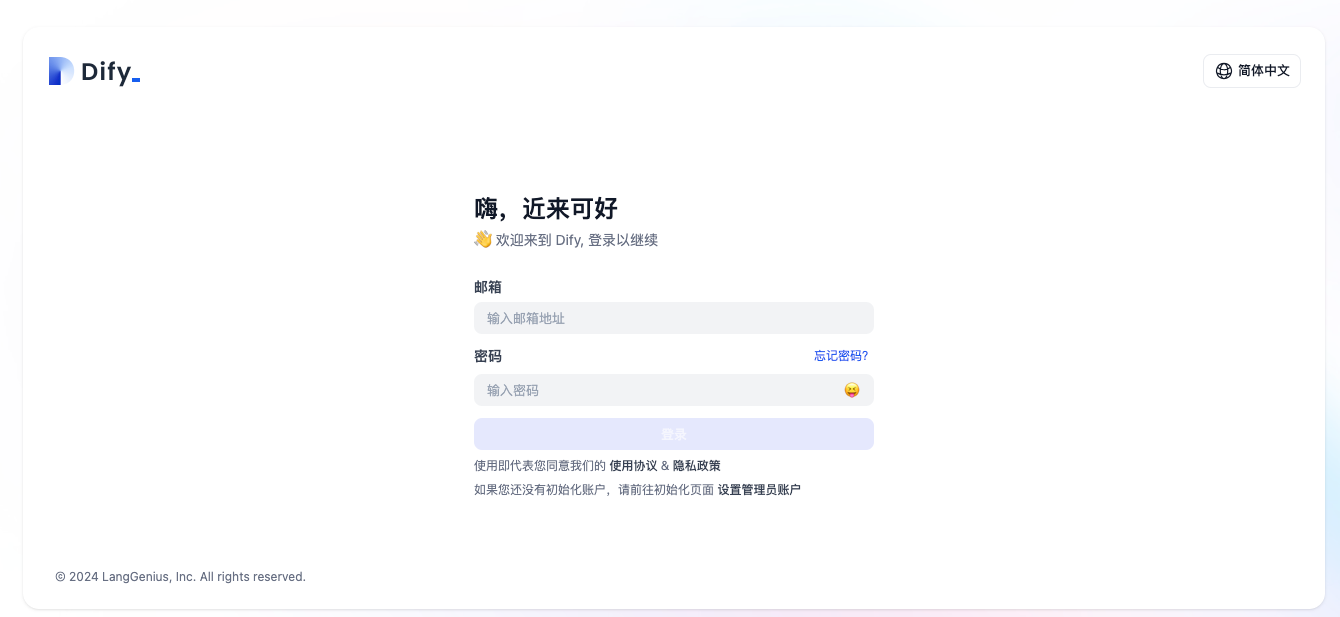 Dify_
简体中文
嗨，近来可好
👋 欢迎来到 Dify, 登录以继续
邮箱
输入邮箱地址
密码 忘记密码?
输入密码 😝
登录
使用即代表您同意我们的 使用协议 & 隐私政策
如果您还没有初始化账户，请前往初始化页面 设置管理员账户
© 2024 LangGenius, Inc. All rights reserved.